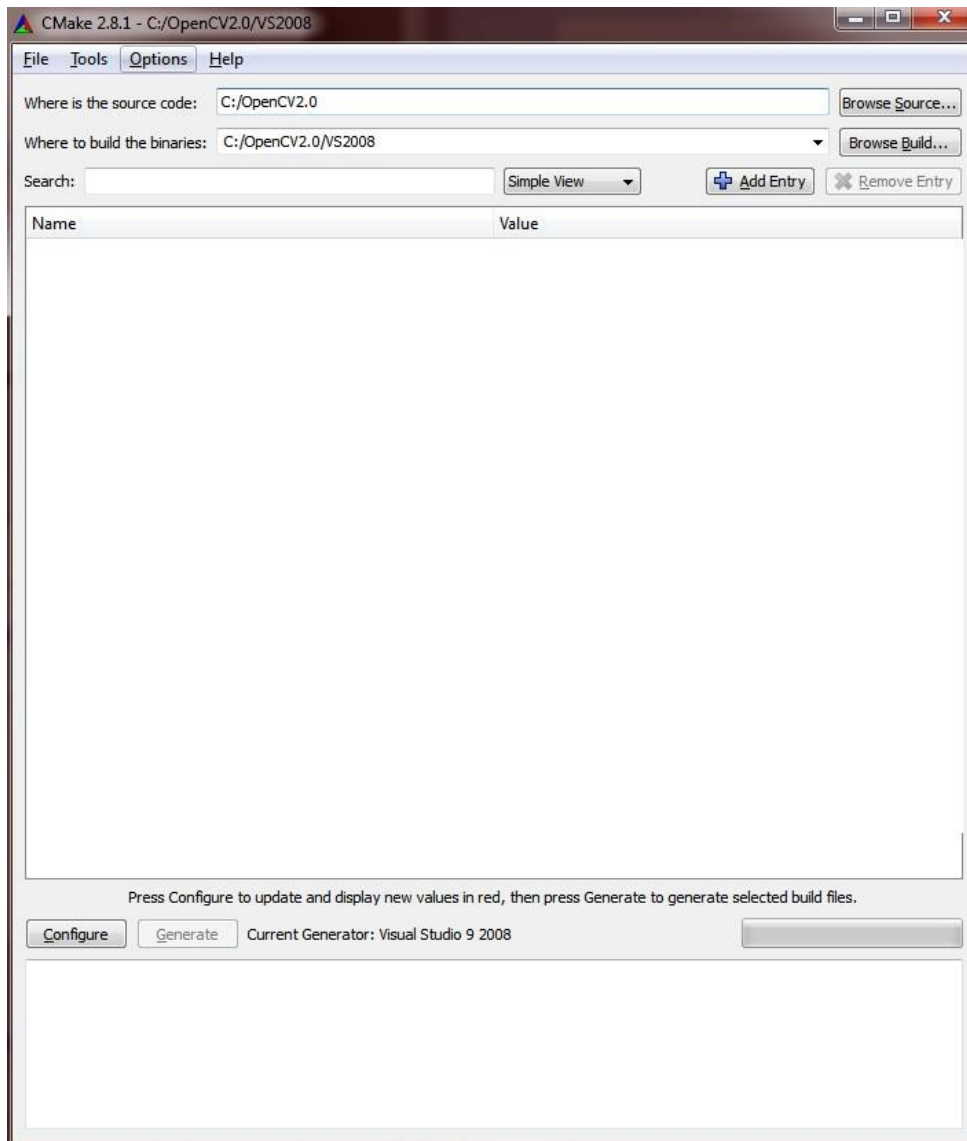 CMake 2.8.1 - C:/OpenCV2.0/VS2008
File Tools Options Help
Where is the source code: C:/OpenCV2.0 Browse Source...
Where to build the binaries: C:/OpenCV2.0/VS2008 Browse Build...
Search: Simple View Add Entry Remove Entry
Name Value
Press Configure to update and display new values in red, then press Generate to generate selected build files.
Configure Generate Current Generator: Visual Studio 9 2008